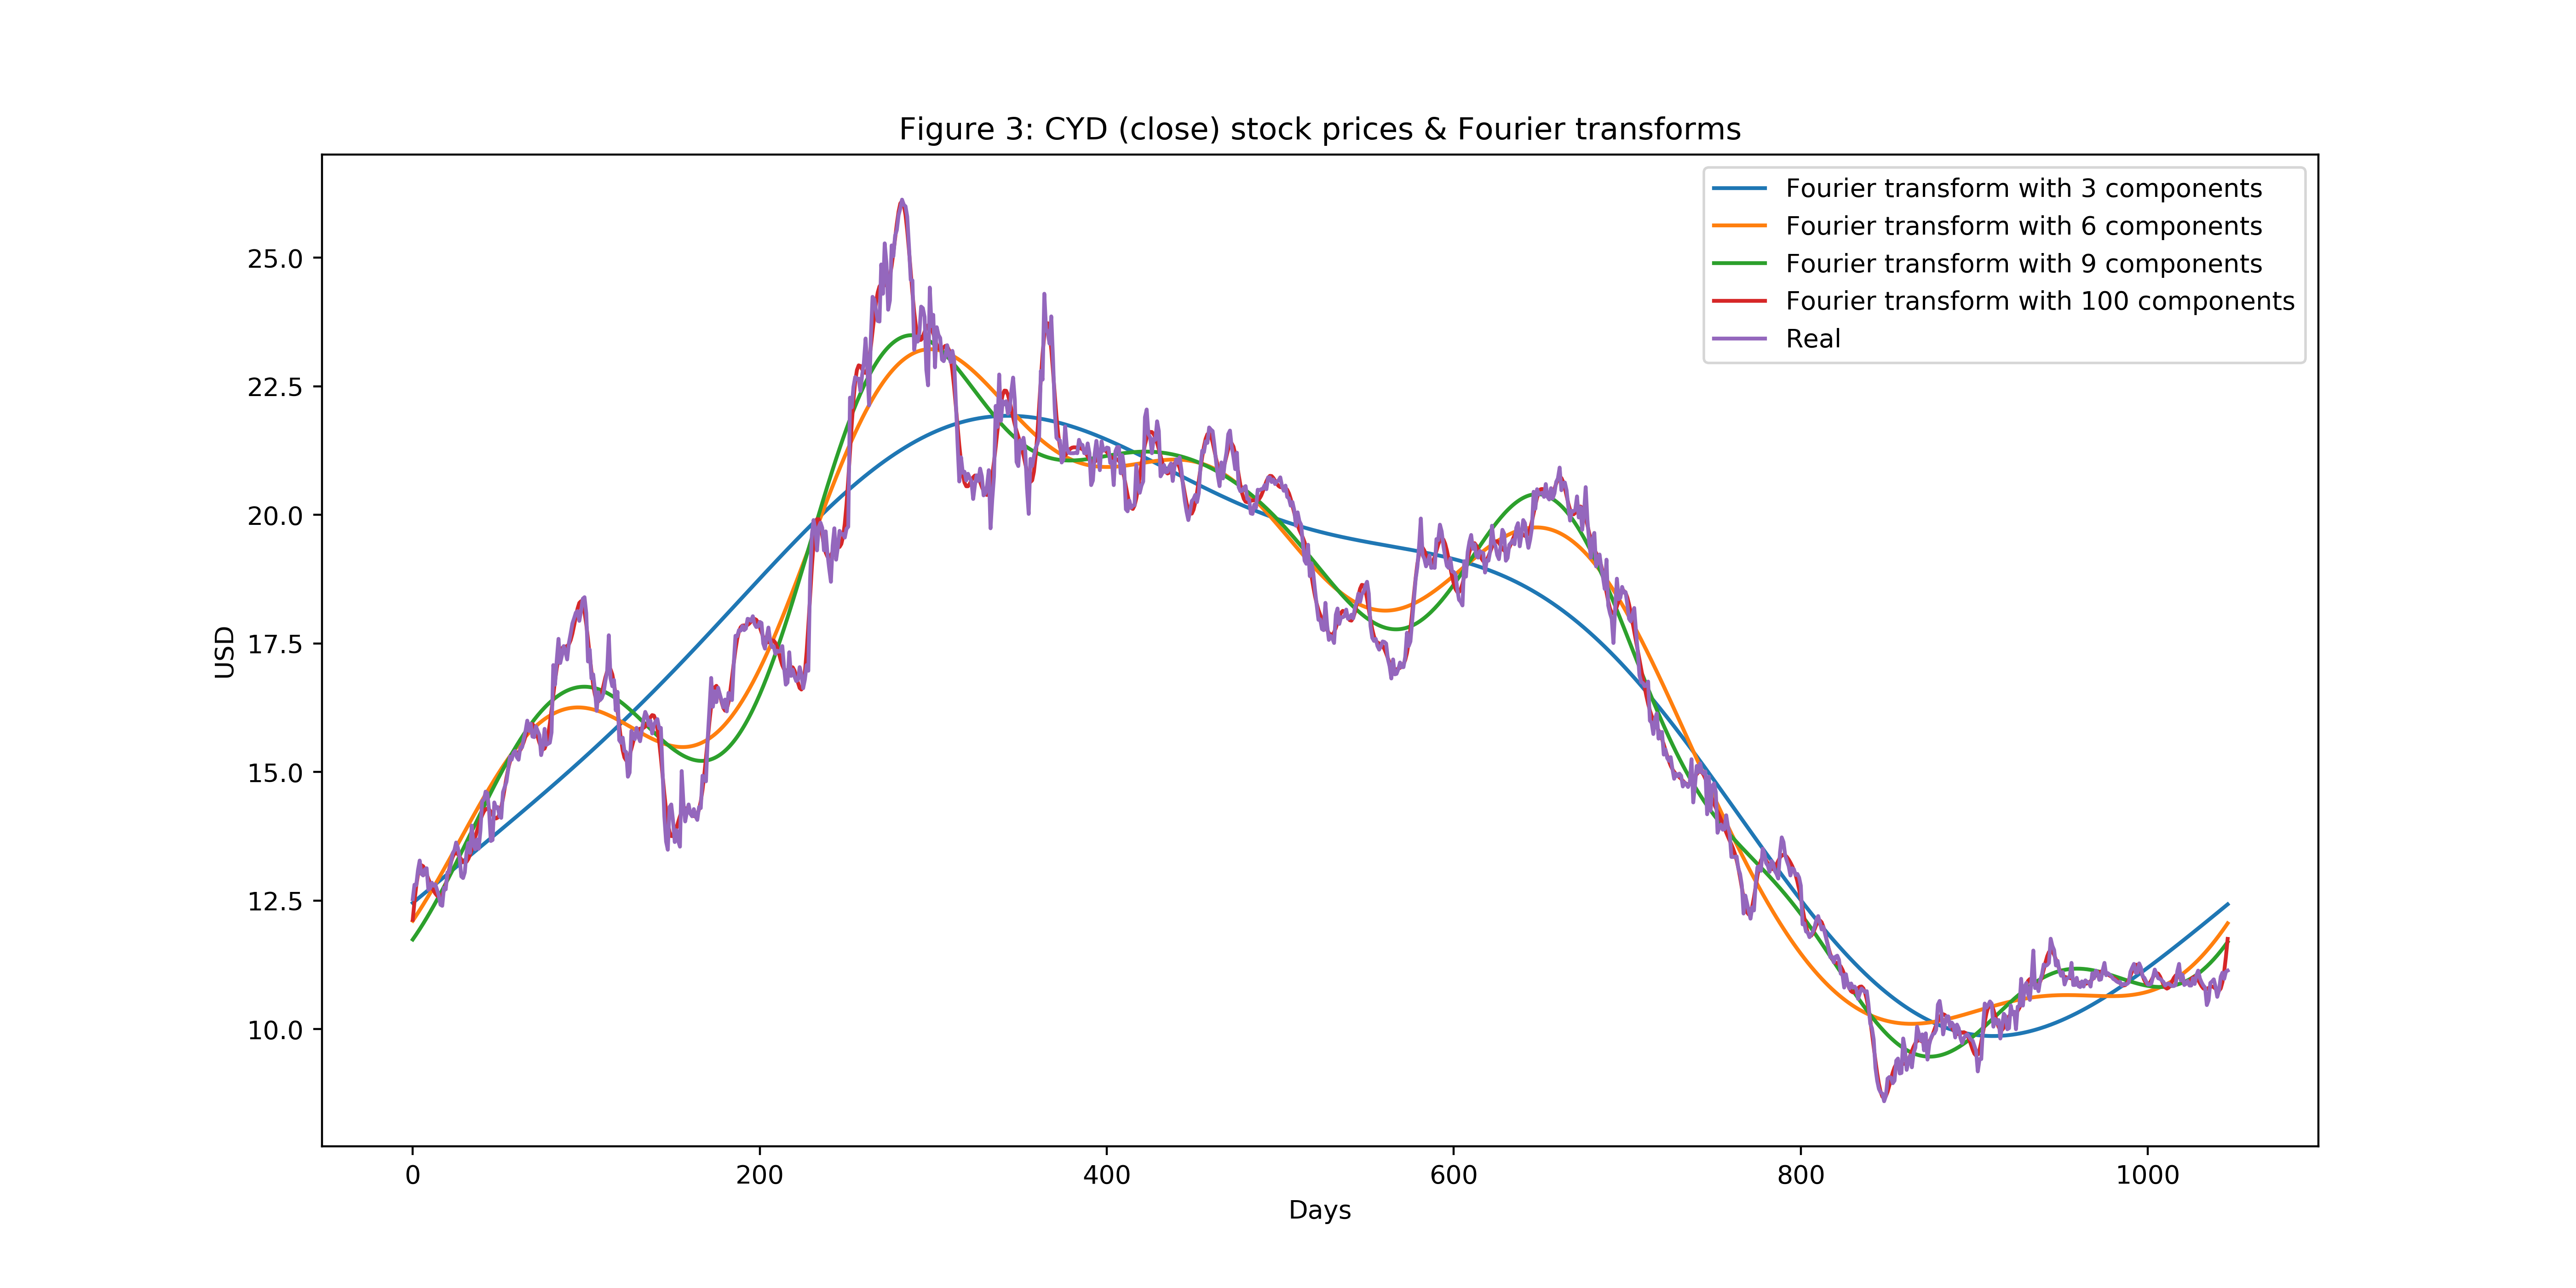 Figure 3: CYD (close) stock prices & Fourier transforms
Fourier transform with 3 components
Fourier transform with 6 components
Fourier transform with 9 components
Fourier transform with 100 components
Real
25.0
22.5
20.0
17.5
15.0
12.5
10.0
USD
0 200 400 600 800 1000
Days